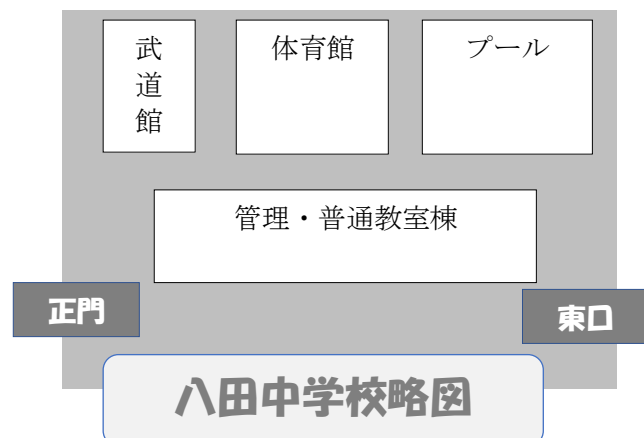 武道館
体育館
プール
管理・普通教室棟
正門
東口
八田中学校略図